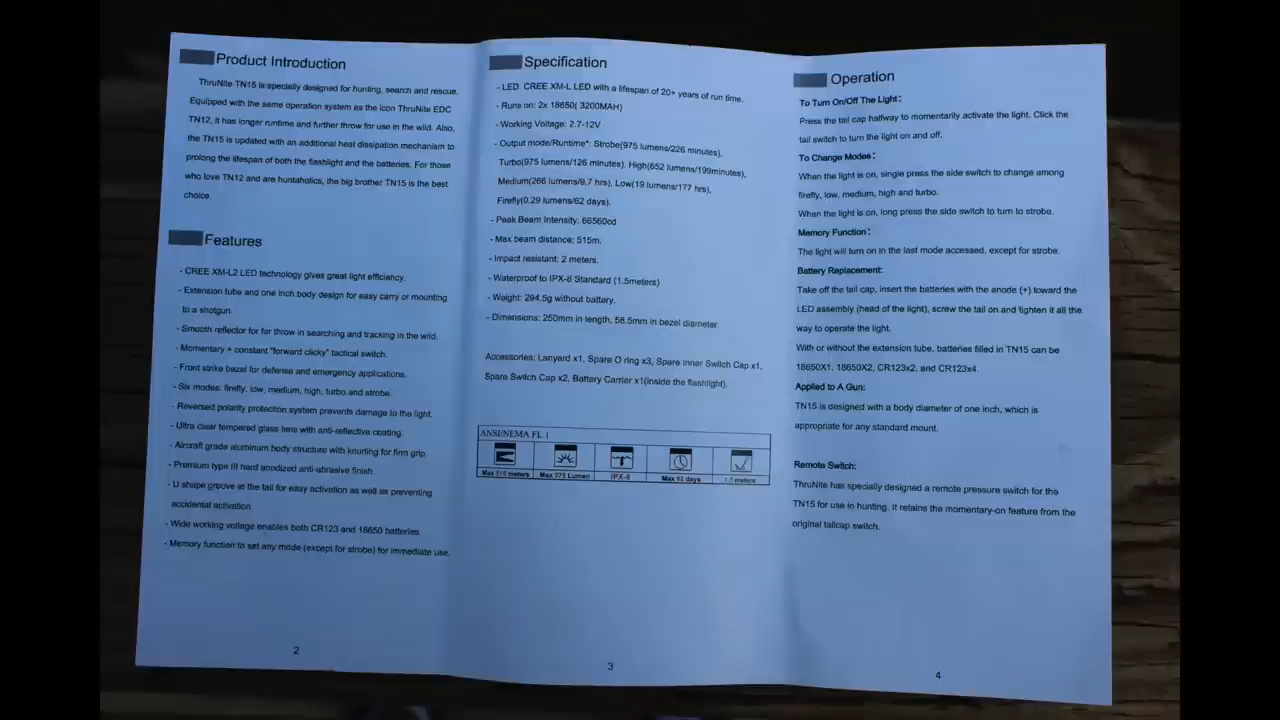 Product Introduction
ThruNite TN15 is specially designed for hunting, search and rescue.
Equipped with the same operation system as the icon ThruNite EDC
TN12, it has longer runtime and further throw for use in the wild. Also,
the TN15 is updated with an additional heat dissipation mechanism to
prolong the lifespan of both the flashlight and the batteries. For those
who love TN12 and are huntaholics, the big brother TN15 is the best
choice.
Features
- CREE XM-L2 LED technology gives great light efficiency.
- Extension tube and one inch body design for easy carry or mounting
to a shotgun.
- Smooth reflector for far throw in searching and tracking in the wild.
- Momentary + constant "forward clicky" tactical switch.
- Front strike bezel for defense and emergency applications.
- Six modes: firefly, low, medium, high, turbo and strobe.
- Reversed polarity protection system prevents damage to the light.
- Ultra clear tempered glass lens with anti-reflective coating.
- Aircraft grade aluminum body structure with knurling for firm grip.
- Premium type III hard anodized anti-abrasive finish.
- U shape groove at the tail for easy activation as well as preventing
accidental activation
- Wide working voltage enables both CR123 and 18650 batteries.
- Memory function to set any mode (except for strobe) for immediate use.
2
Specification
- LED: CREE XM-L LED with a lifespan of 20+ years of run time.
- Runs on: 2x 18650( 3200MAH)
- Working Voltage: 2.7-12V
- Output mode/Runtime*: Strobe(975 lumens/226 minutes),
Turbo(975 lumens/126 minutes), High(652 lumens/199minutes),
Medium(266 lumens/9.7 hrs), Low(19 lumens/177 hrs),
Firefly(0.29 lumens/62 days).
- Peak Beam Intensity: 66560cd
- Max beam distance: 515m.
- Impact resistant: 2 meters.
- Waterproof to IPX-8 Standard (1.5meters)
- Weight: 294.5g without battery.
- Dimensions: 250mm in length, 58.5mm in bezel diameter.
Accessories: Lanyard x1, Spare O ring x3, Spare Inner Switch Cap x1,
Spare Switch Cap x2, Battery Carrier x1(inside the flashlight).
ANSI/NEMA FL 1
Max 515 meters Max 975 Lumen IPX-8 Max 62 days 1.5 meters
3
Operation
To Turn On/Off The Light:
Press the tail cap halfway to momentarily activate the light. Click the
tail switch to turn the light on and off.
To Change Modes:
When the light is on, single press the side switch to change among
firefly, low, medium, high and turbo.
When the light is on, long press the side switch to turn to strobe.
Memory Function:
The light will turn on in the last mode accessed, except for strobe.
Battery Replacement:
Take off the tail cap, insert the batteries with the anode (+) toward the
LED assembly (head of the light), screw the tail on and tighten it all the
way to operate the light.
With or without the extension tube, batteries filled in TN15 can be
18650X1, 18650X2, CR123x2, and CR123x4.
Applied to A Gun:
TN15 is designed with a body diameter of one inch, which is
appropriate for any standard mount.
Remote Switch:
ThruNite has specially designed a remote pressure switch for the
TN15 for use in hunting. It retains the momentary-on feature from the
original tailcap switch.
4